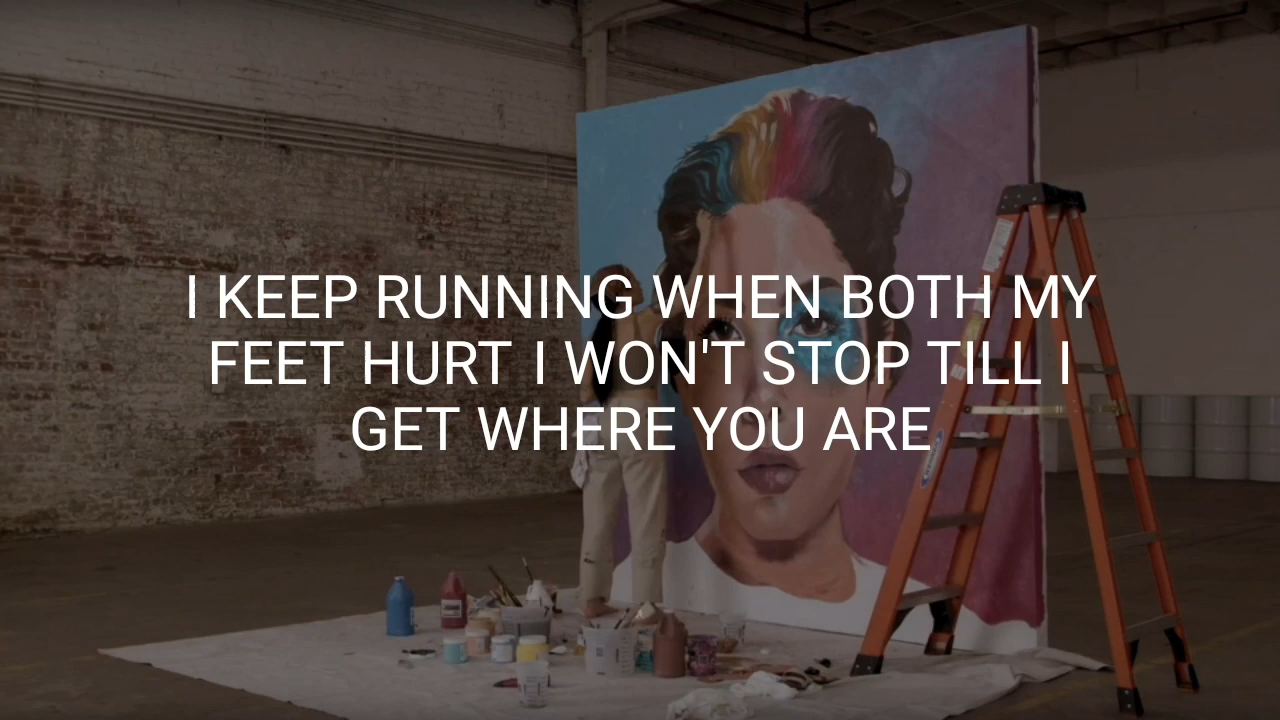 I KEEP RUNNING WHEN BOTH MY
FEET HURT I WON'T STOP TILL I
GET WHERE YOU ARE